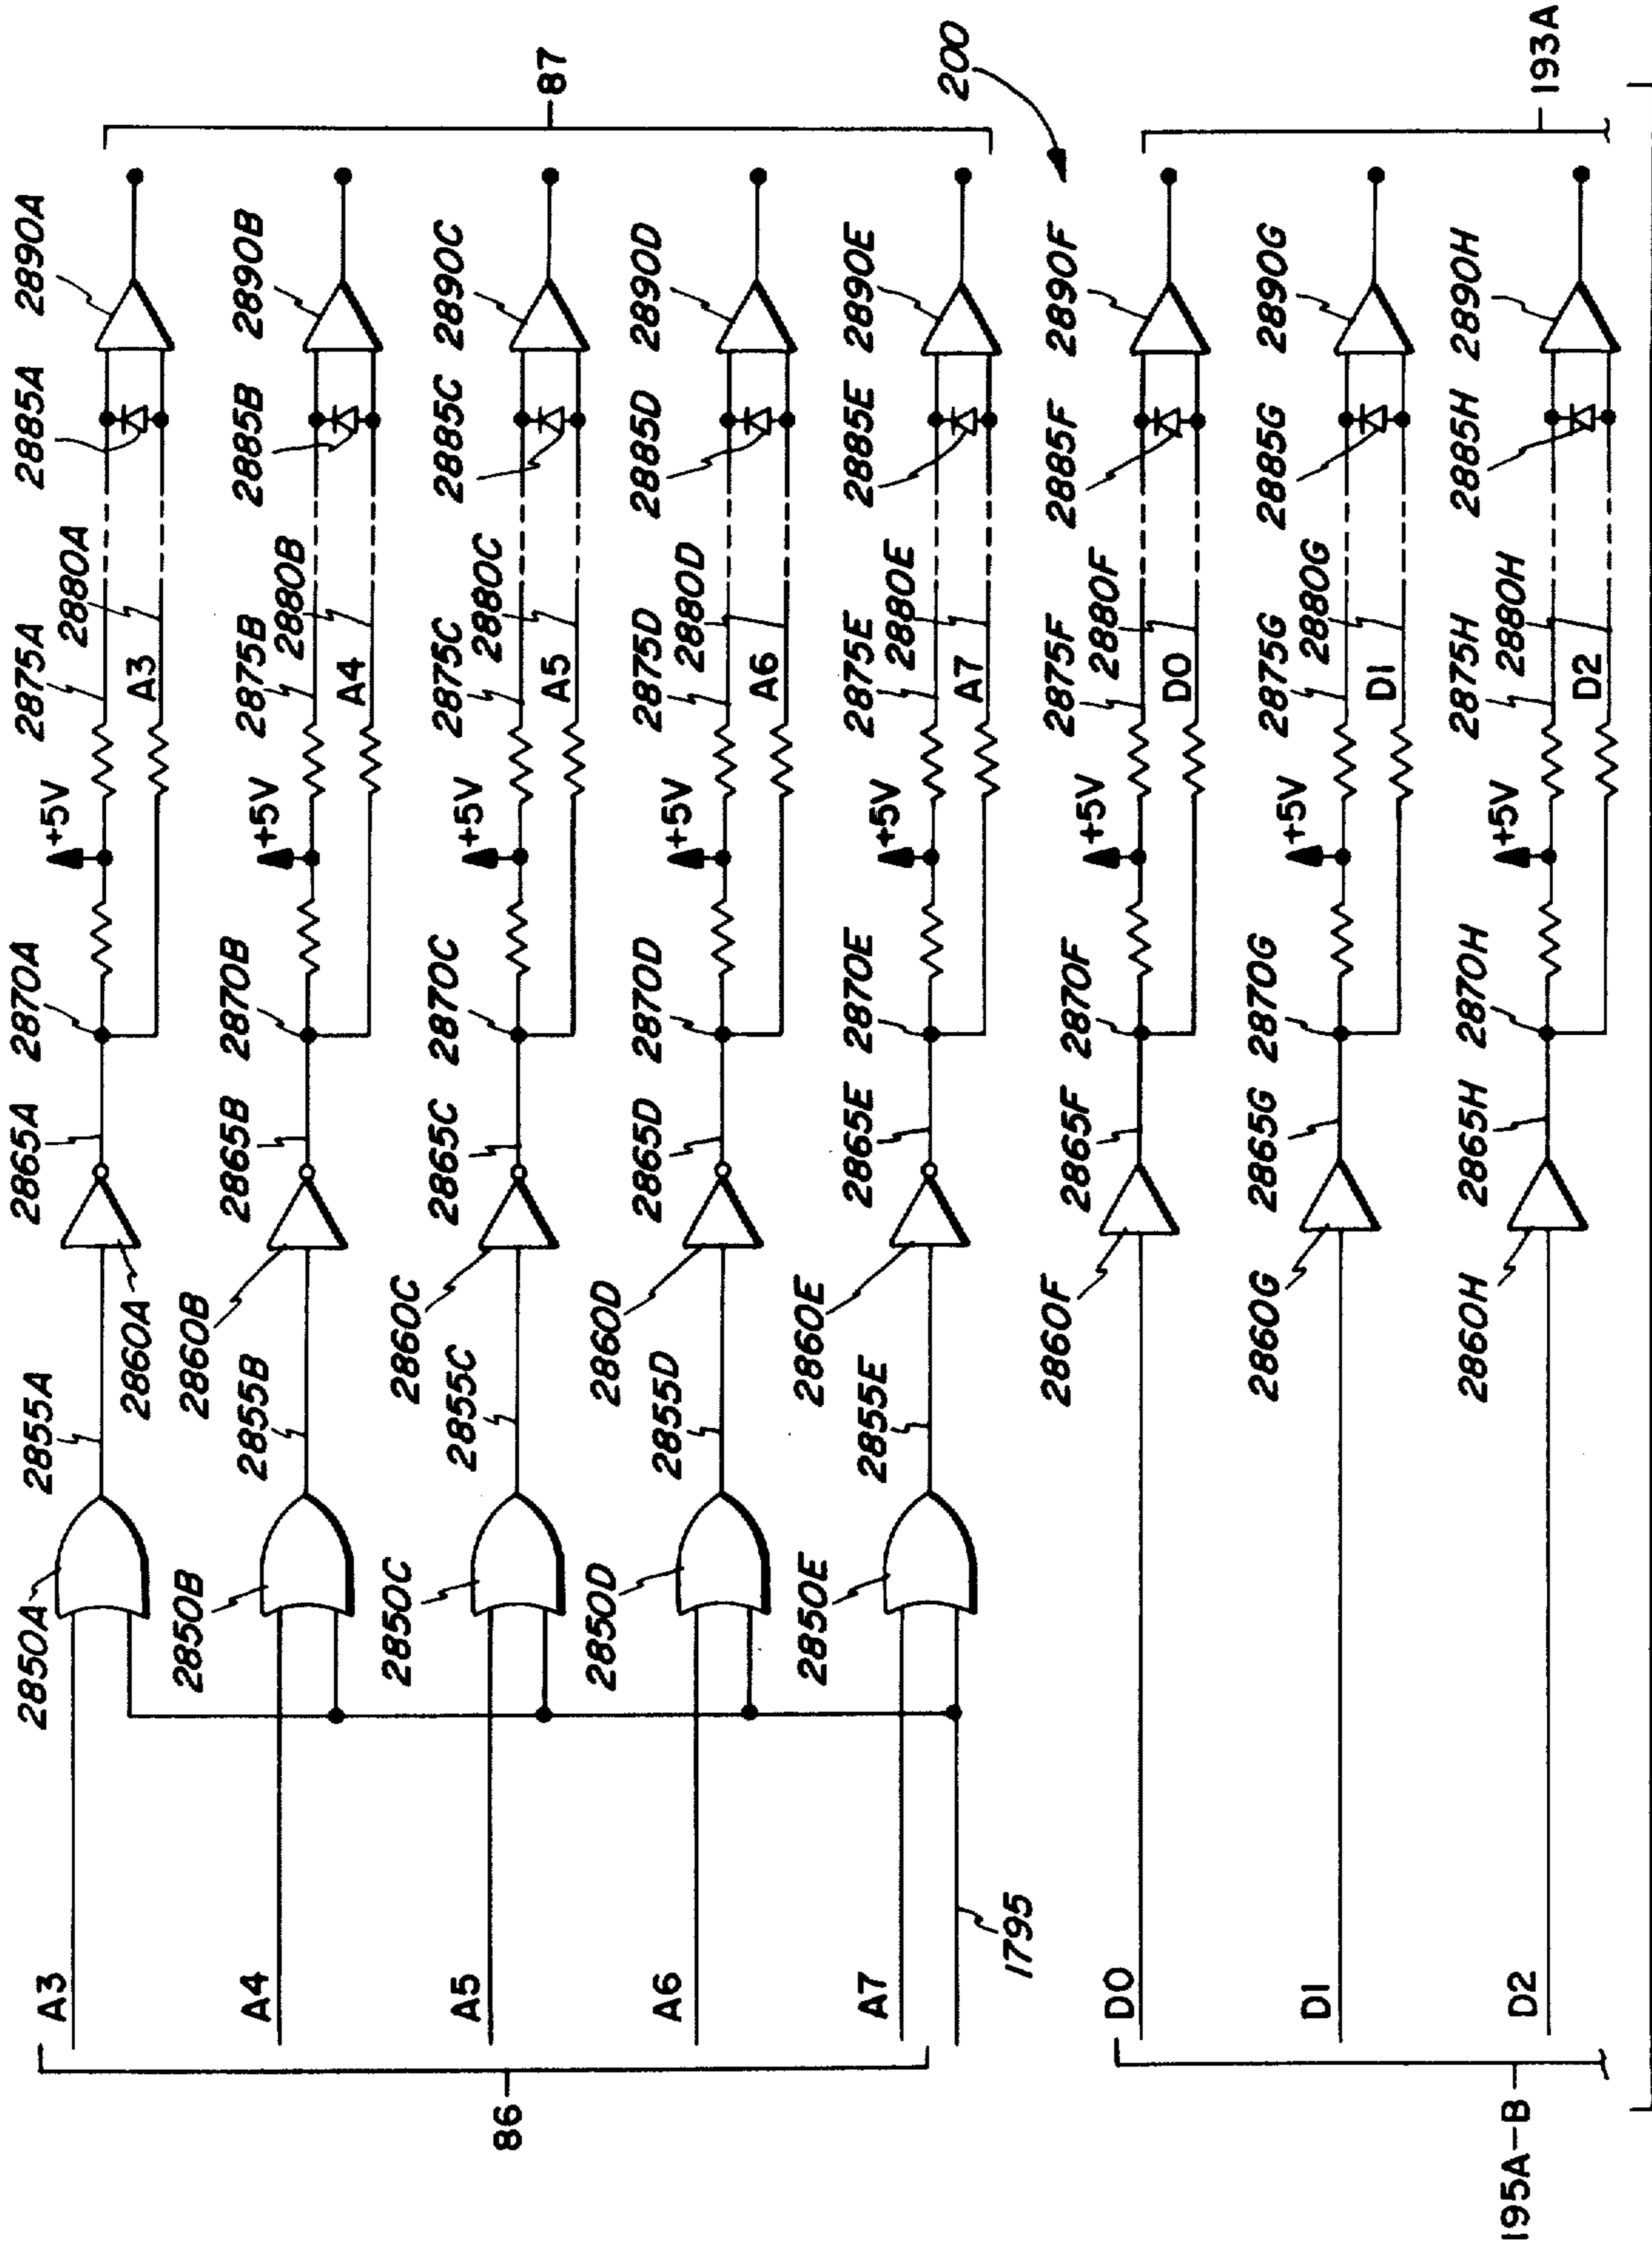 2850A 2855A 2865A 2870A 2875A 2885A 2890A
A3 2860A +5V A3 2880A
2850B 2855B 2860B 2865B 2870B 2875B 2885B 2890B
A4 +5V A4 2880B
87
2850C 2855C 2860C 2865C 2870C 2875C 2885C 2890C
A5 +5V A5 2880C
86
2850D 2855D 2860D 2865D 2870D 2875D 2885D 2890D
A6 +5V A6 2880D
2850E 2855E 2860E 2865E 2870E 2875E 2885E 2890E
A7 +5V A7 2880E
1795
200
2860F 2865F 2870F 2875F 2885F 2890F
D0 +5V D0 2880F
2860G 2865G 2870G 2875G 2885G 2890G
D1 +5V D1 2880G
2860H 2865H 2870H 2875H 2885H 2890H
D2 +5V D2 2880H
195A-B
193A